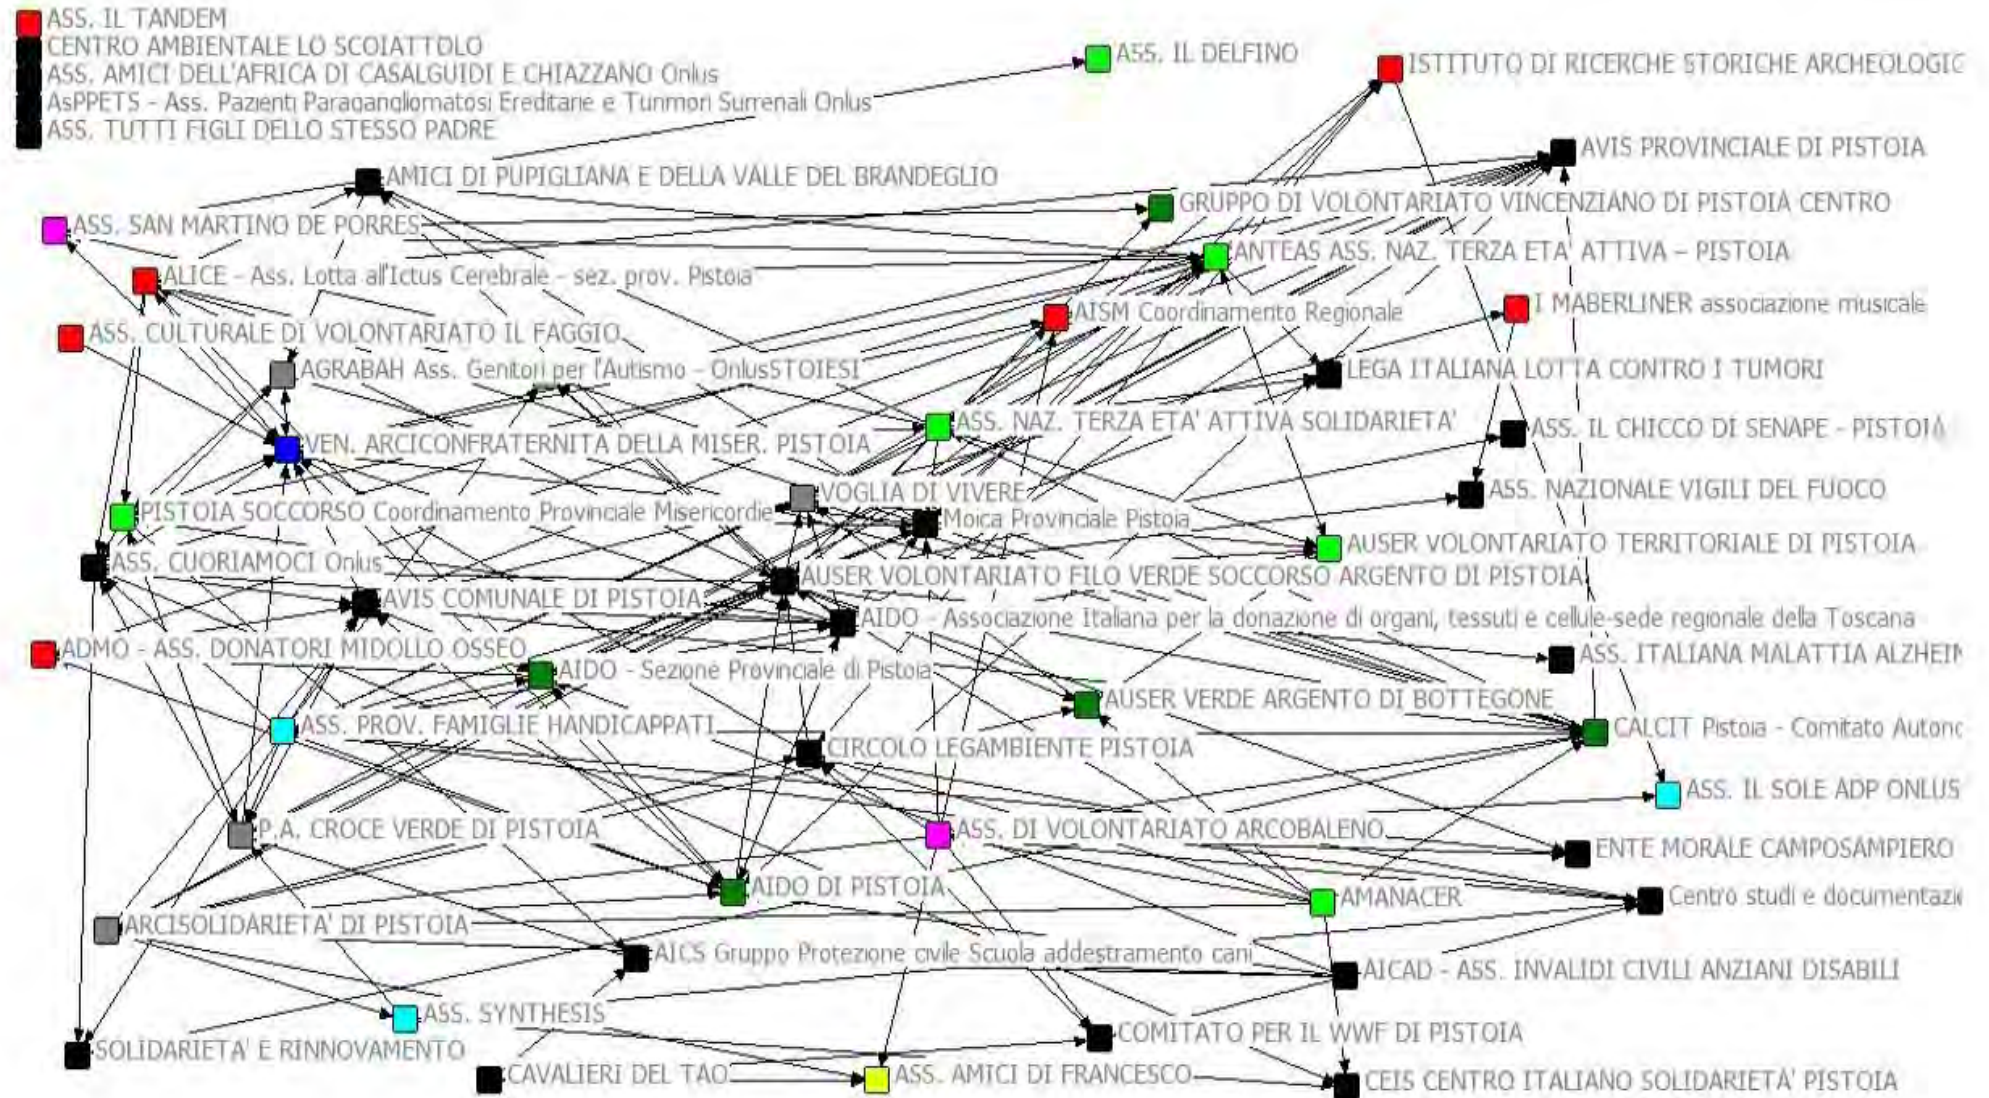 ASS. IL TANDEM
CENTRO AMBIENTALE LO SCOIATTOLO
ASS. AMICI DELL'AFRICA DI CASALGUIDI E CHIAZZANO Onlus
AsPPETS - Ass. Pazienti Paragangliomatosi Ereditarie e Tunmori Surrenali Onlus
ASS. TUTTI FIGLI DELLO STESSO PADRE
ASS. IL DELFINO
ISTITUTO DI RICERCHE STORICHE ARCHEOLOGIC
AVIS PROVINCIALE DI PISTOIA
AMICI DI PUPIGLIANA E DELLA VALLE DEL BRANDEGLIO
GRUPPO DI VOLONTARIATO VINCENZIANO DI PISTOIA CENTRO
ASS. SAN MARTINO DE PORRES
ANTEAS ASS. NAZ. TERZA ETA' ATTIVA - PISTOIA
ALICE - Ass. Lotta all'Ictus Cerebrale - sez. prov. Pistoia
AISM Coordinamento Regionale
I MABERLINER associazione musicale
ASS. CULTURALE DI VOLONTARIATO IL FAGGIO
AGRABAH Ass. Genitori per l'Autismo - OnlusSTOIESI
LEGA ITALIANA LOTTA CONTRO I TUMORI
ASS. NAZ. TERZA ETA' ATTIVA SOLIDARIETA'
ASS. IL CHICCO DI SENAPE - PISTOIA
VEN. ARCICONFRATERNITA DELLA MISER. PISTOIA
VOGLIA DI VIVERE
ASS. NAZIONALE VIGILI DEL FUOCO
PISTOIA SOCCORSO Coordinamento Provinciale Misericordie
Moica Provinciale Pistoia
AUSER VOLONTARIATO TERRITORIALE DI PISTOIA
ASS. CUORIAMOCI Onlus
AUSER VOLONTARIATO FILO VERDE SOCCORSO ARGENTO DI PISTOIA
AVIS COMUNALE DI PISTOIA
AIDO - Associazione Italiana per la donazione di organi, tessuti e cellule-sede regionale della Toscana
ADMO - ASS. DONATORI MIDOLLO OSSEO
AIDO - Sezione Provinciale di Pistoia
ASS. ITALIANA MALATTIA ALZHEIM
AUSER VERDE ARGENTO DI BOTTEGONE
ASS. PROV. FAMIGLIE HANDICAPPATI
CALCIT Pistoia - Comitato Autono
CIRCOLO LEGAMBIENTE PISTOIA
ASS. IL SOLE ADP ONLUS
P.A. CROCE VERDE DI PISTOIA
ASS. DI VOLONTARIATO ARCOBALENO
ENTE MORALE CAMPOSAMPIERO
AIDO DI PISTOIA
AMANACER
Centro studi e documentazi
ARCISOLIDARIETA' DI PISTOIA
AICS Gruppo Protezione civile Scuola addestramento cani
AICAD - ASS. INVALIDI CIVILI ANZIANI DISABILI
ASS. SYNTHESIS
COMITATO PER IL WWF DI PISTOIA
SOLIDARIETA' E RINNOVAMENTO
CAVALIERI DEL TAO
ASS. AMICI DI FRANCESCO
CEIS CENTRO ITALIANO SOLIDARIETA' PISTOIA